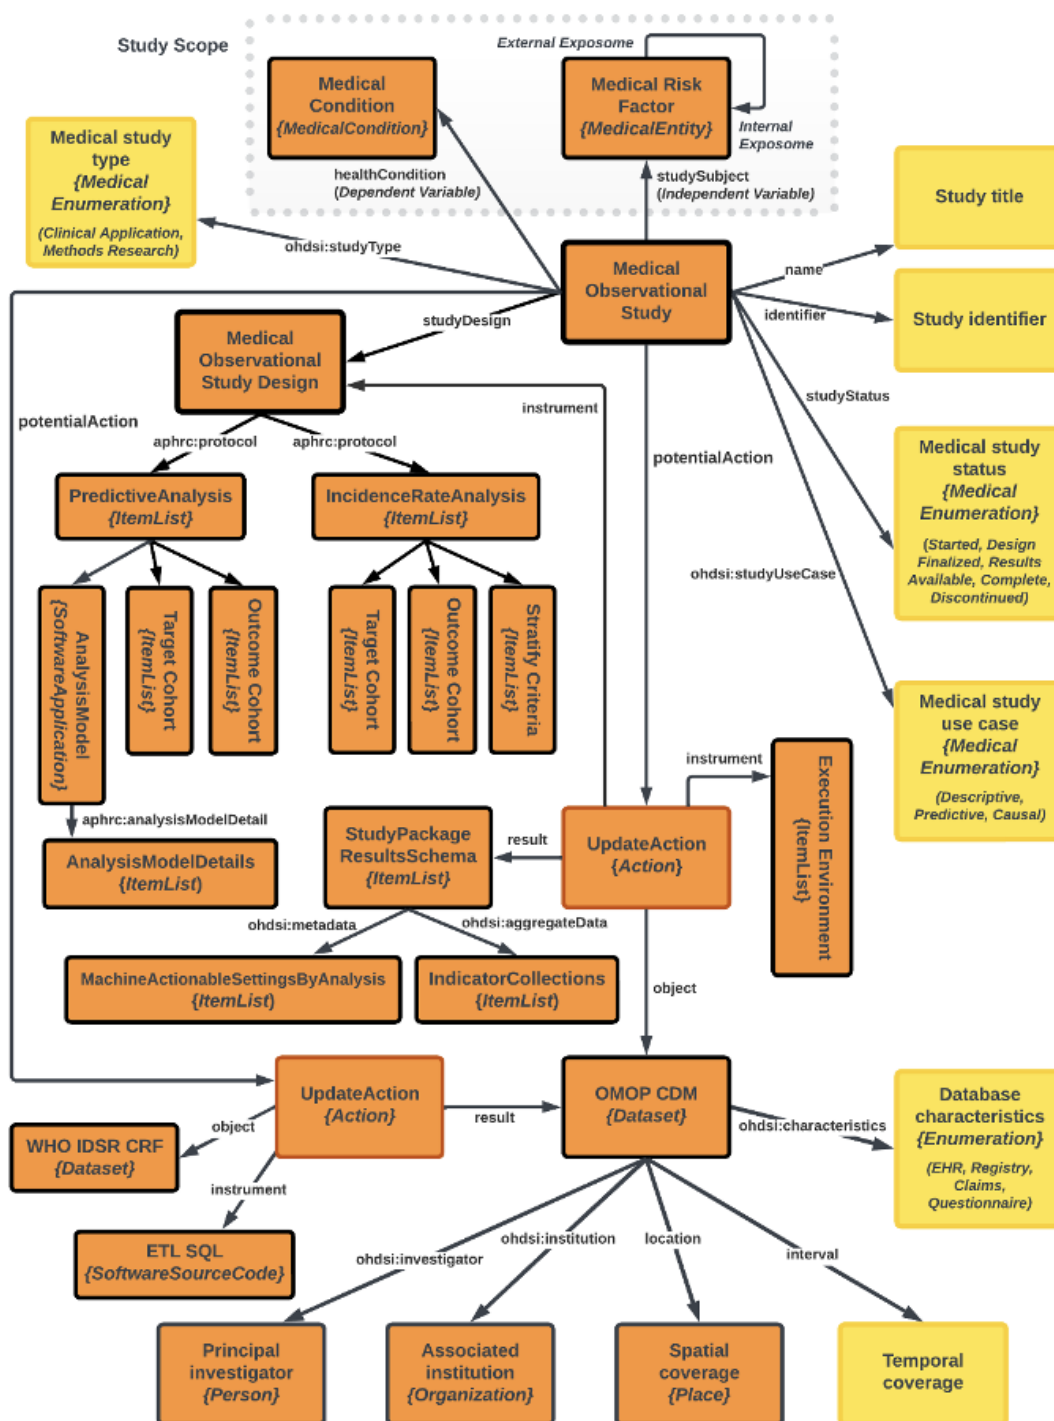 Study Scope
External Exposome
Medical
Condition
{MedicalCondition}
Medical Risk
Factor
{MedicalEntity}
Internal
Exposome
Medical study
type
{Medical
Enumeration}
(Clinical Application,
Methods Research)
healthCondition
(Dependent Variable)
studySubject
(Independent Variable)
Study title
ohdsi:studyType
Medical
Observational
Study
name
identifier
Study identifier
studyDesign
Medical
Observational
Study Design
instrument
studyStatus
potentialAction
aphrc:protocol
aphrc:protocol
potentialAction
Medical study
status
{Medical
Enumeration}
(Started, Design
Finalized, Results
Available, Complete,
Discontinued)
PredictiveAnalysis
{ItemList}
IncidenceRateAnalysis
{ItemList}
ohdsi:studyUseCase
AnalysisModel
{SoftwareApplication}
Target Cohort
{ItemList}
Outcome Cohort
{ItemList}
Target Cohort
{ItemList}
Outcome Cohort
{ItemList}
Stratify Criteria
{ItemList}
Medical study
use case
{Medical
Enumeration}
(Descriptive,
Predictive, Causal)
instrument
Execution Environment
{ItemList}
aphrc:analysisModelDetail
AnalysisModelDetails
{ItemList)
StudyPackage
ResultsSchema
{ItemList}
result
UpdateAction
{Action}
ohdsi:metadata
ohdsi:aggregateData
MachineActionableSettingsByAnalysis
{ItemList)
IndicatorCollections
{ItemList)
object
UpdateAction
{Action}
result
OMOP CDM
{Dataset}
ohdsi:characteristics
Database
characteristics
{Enumeration}
(EHR, Registry,
Claims,
Questionnaire)
object
WHO IDSR CRF
{Dataset}
instrument
ETL SQL
{SoftwareSourceCode}
ohdsi:investigator
ohdsi:institution
location
interval
Principal
investigator
{Person}
Associated
institution
{Organization}
Spatial
coverage
{Place}
Temporal
coverage